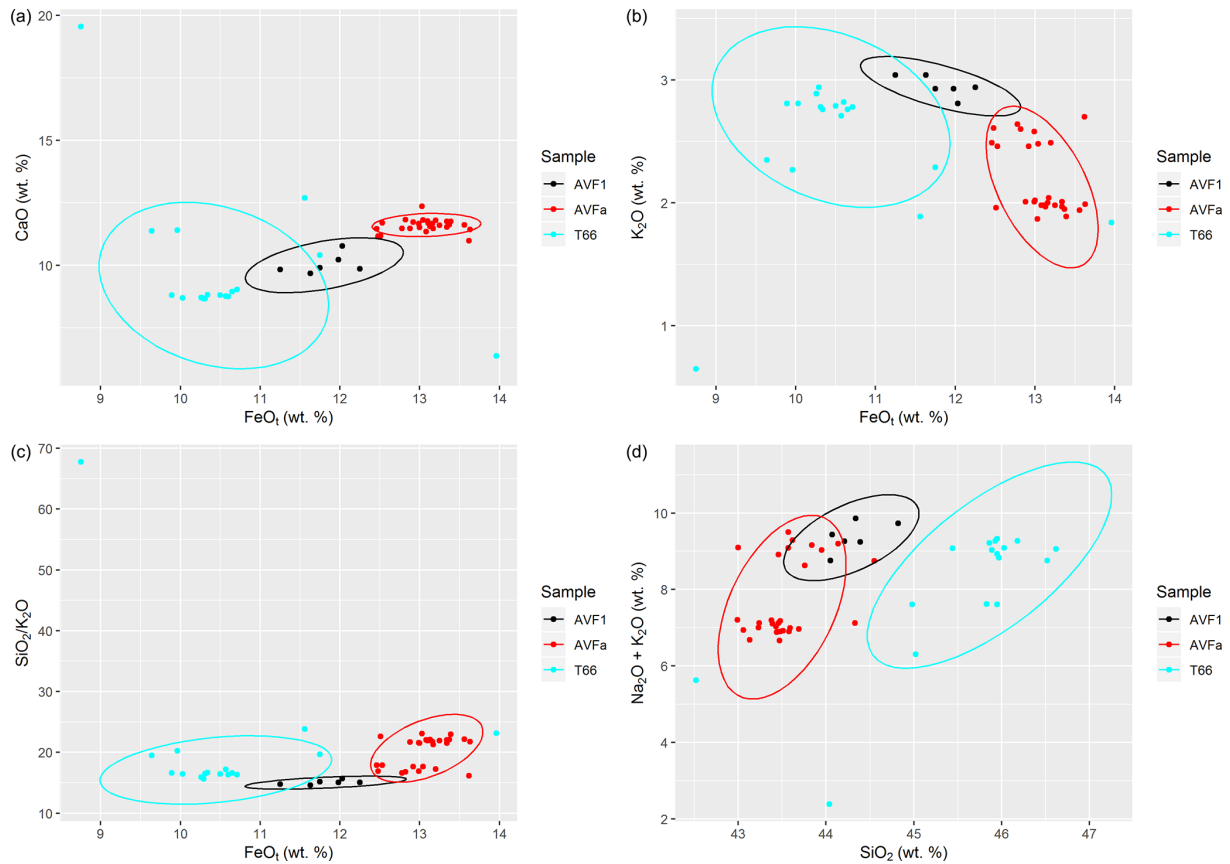 (a)
20
15
10
CaO (wt. %)
9 10 11 12 13 14
FeOₜ (wt. %)
Sample
AVF1
AVFa
T66
(b)
3
2
1
K₂O (wt. %)
9 10 11 12 13 14
FeOₜ (wt. %)
Sample
AVF1
AVFa
T66
(c)
70
60
50
40
30
20
10
SiO₂/K₂O
9 10 11 12 13 14
FeOₜ (wt. %)
Sample
AVF1
AVFa
T66
(d)
10
8
6
4
2
Na₂O + K₂O (wt. %)
43 44 45 46 47
SiO₂ (wt. %)
Sample
AVF1
AVFa
T66